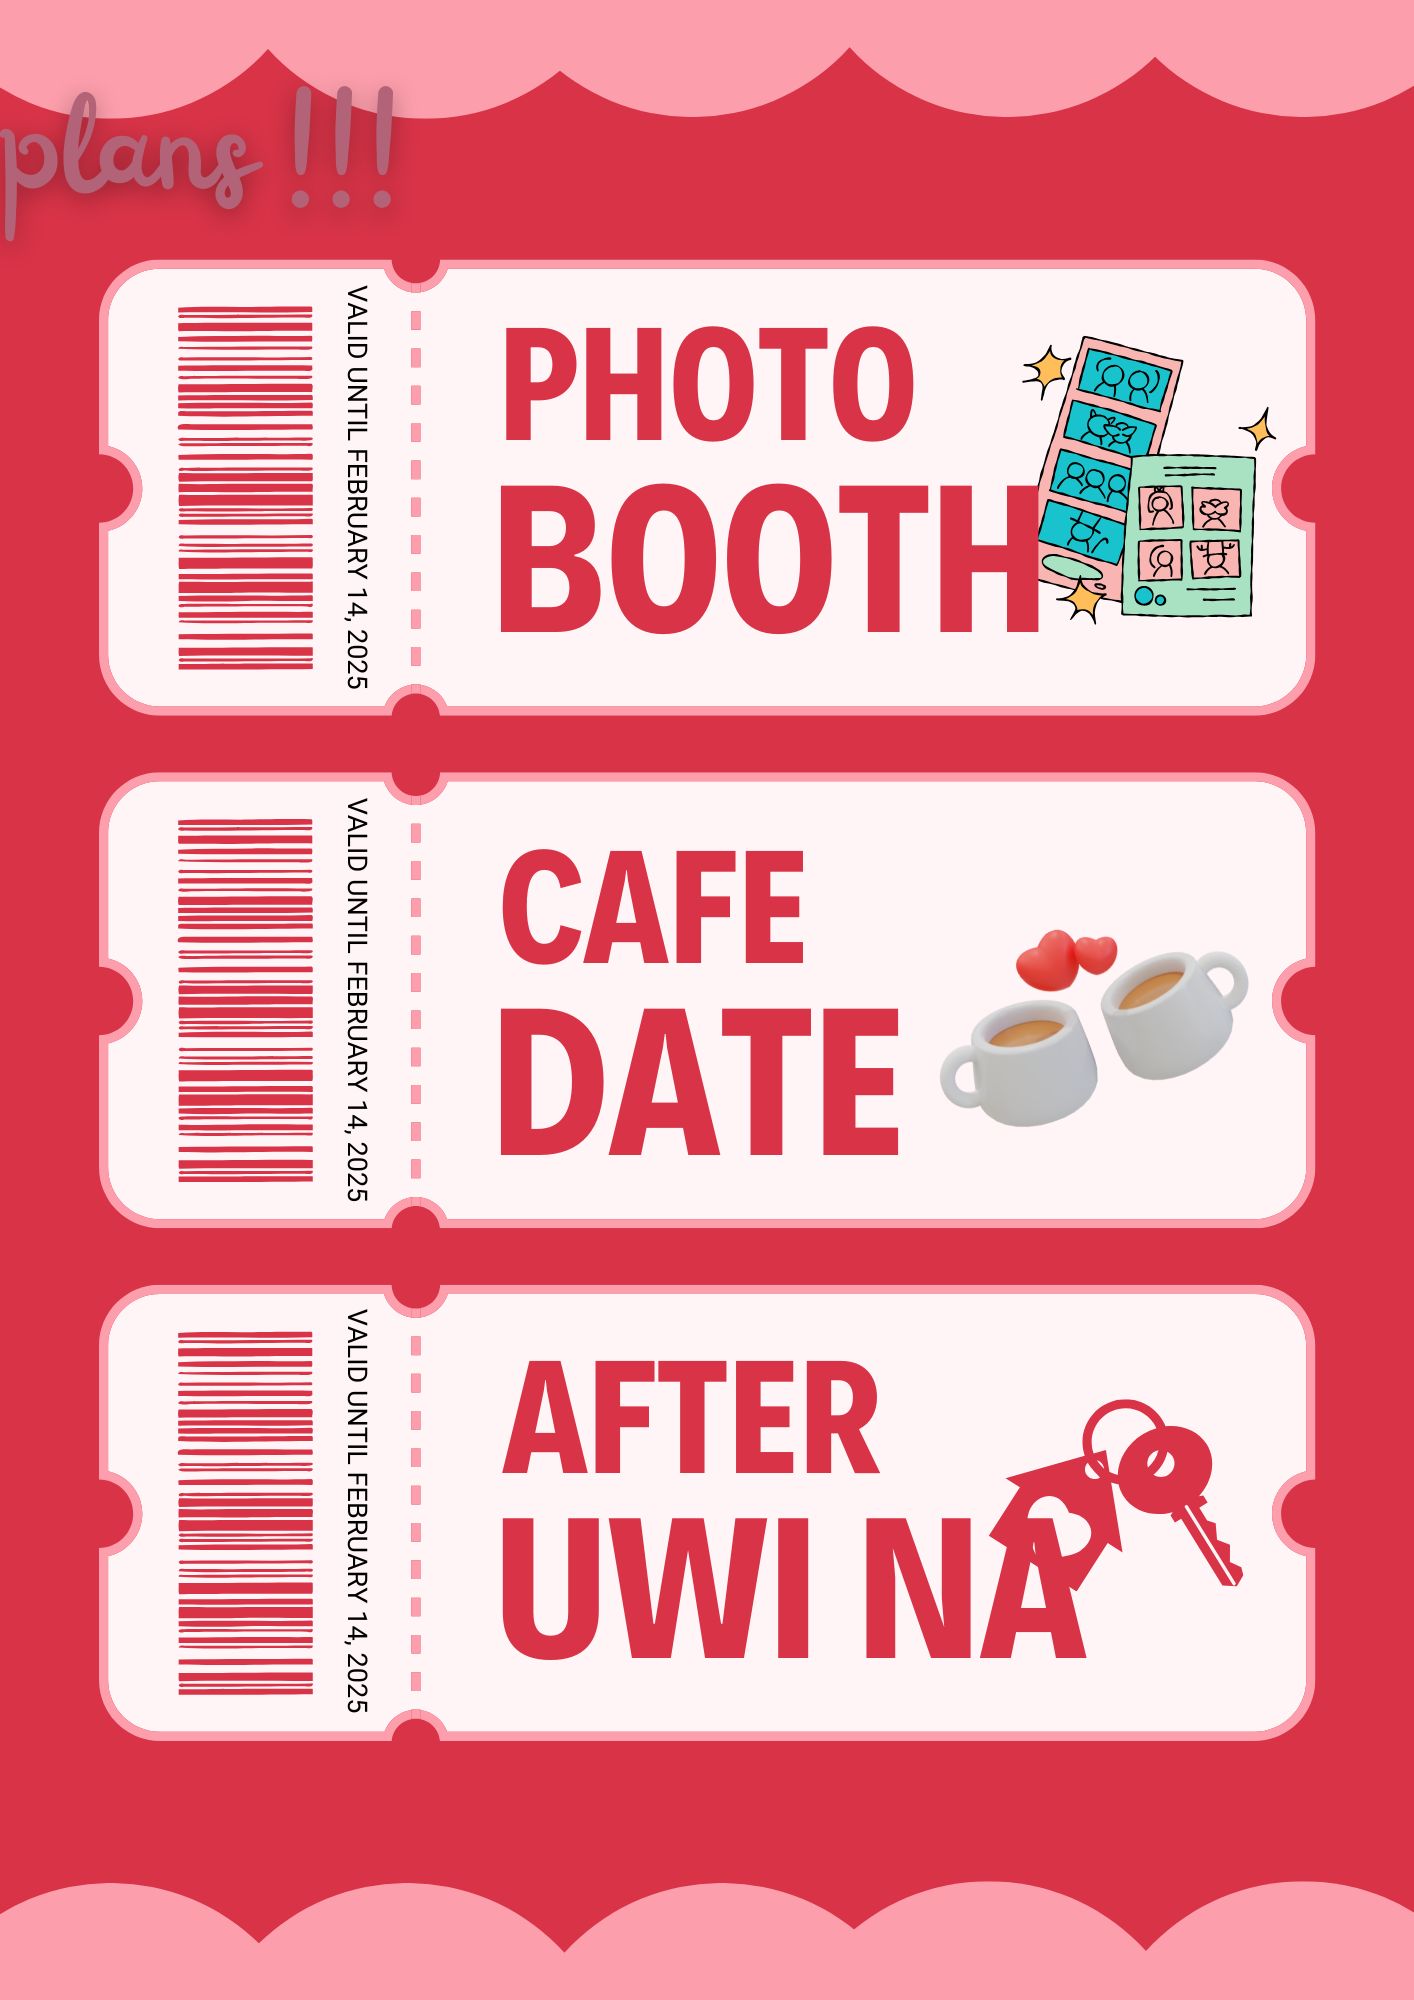 plans !!!
VALID UNTIL FEBRUARY 14, 2025
PHOTO
BOOTH
VALID UNTIL FEBRUARY 14, 2025
CAFE
DATE
VALID UNTIL FEBRUARY 14, 2025
AFTER
UWI NA